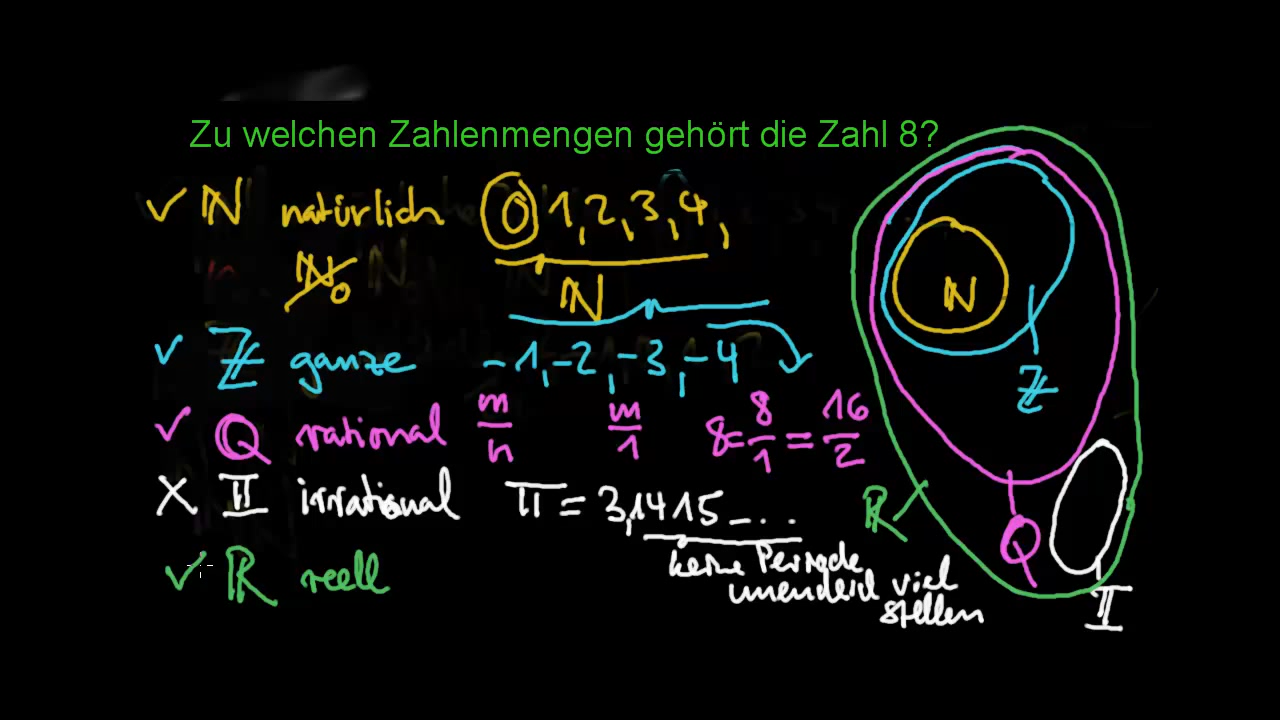 Zu welchen Zahlenmengen gehört die Zahl 8?
✓ ℕ natürlich 0 1, 2, 3, 4,
ℕ₀ ℕ
✓ ℤ ganze -1, -2, -3, -4
✓ Q rational m/n m/1 8 = 8/1 = 16/2
X 𝕀 irrational π = 3,1415 - . . .
keine Periode
unendlich viel
stellen
✓ ℝ reell
ℕ
ℤ
ℝ
Q
𝕀